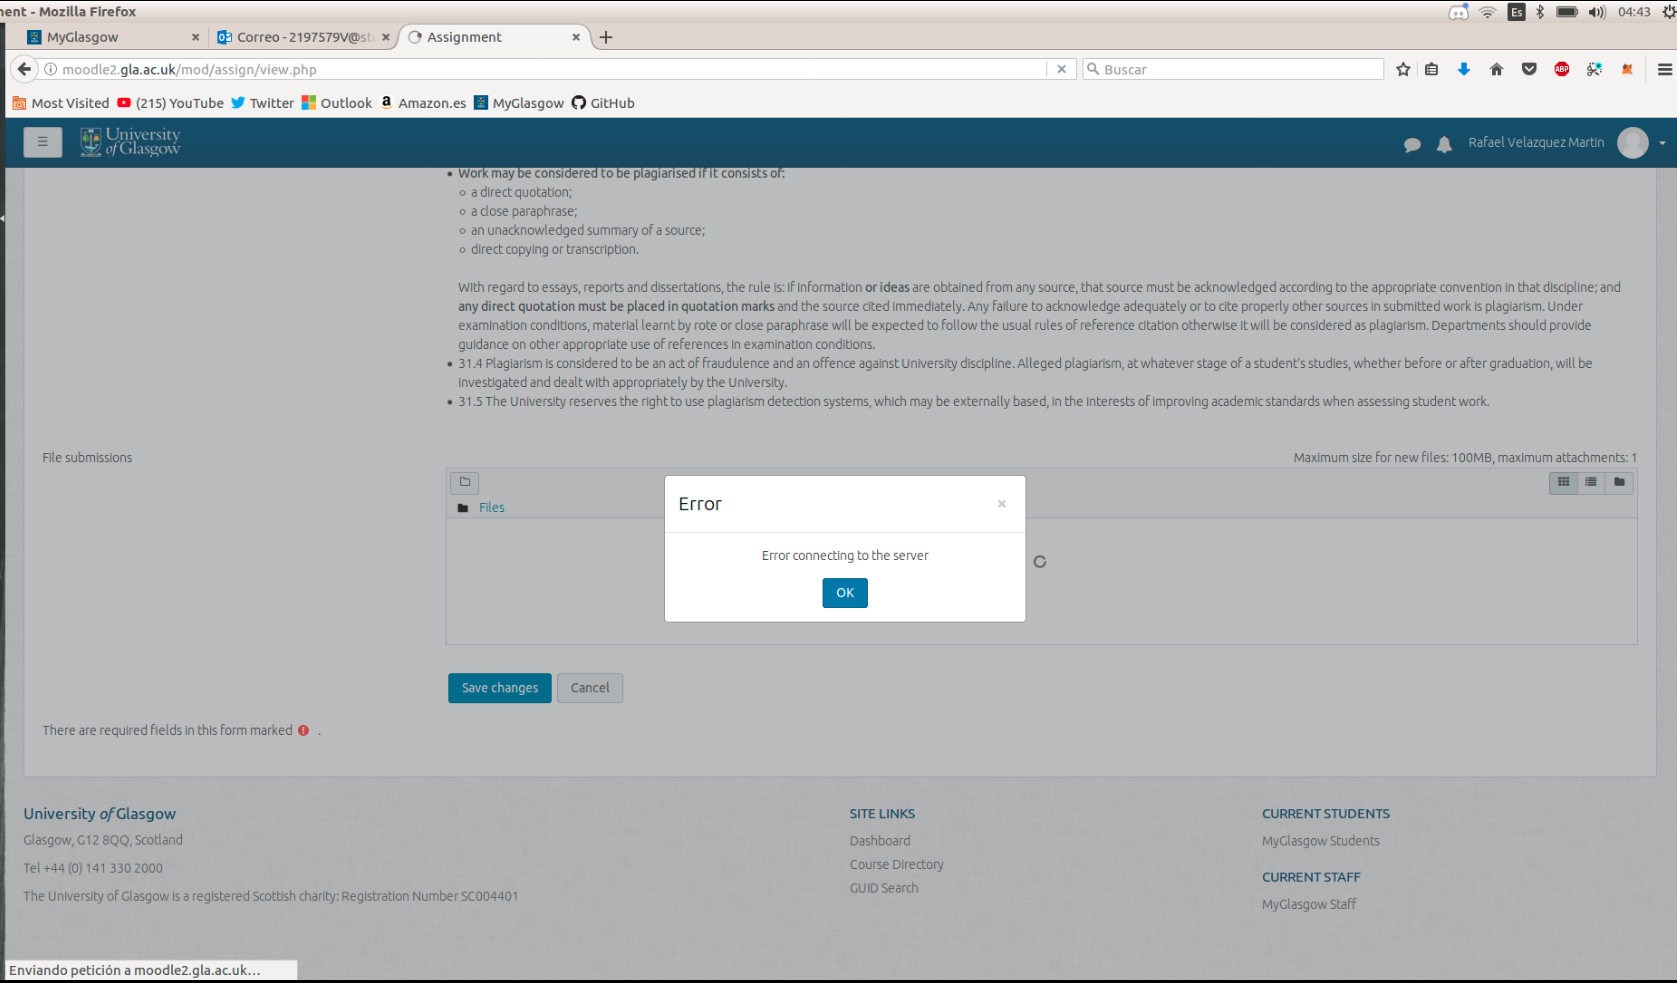 ment - Mozilla Firefox
Es
04:43
MyGlasgow
Correo - 2197579V@st
Assignment
moodle2.gla.ac.uk/mod/assign/view.php
Buscar
ABP
Most Visited
(215) YouTube
Twitter
Outlook
Amazon.es
MyGlasgow
GitHub
University
of Glasgow
Rafael Velazquez Martin
• Work may be considered to be plagiarised if it consists of:
a direct quotation;
a close paraphrase;
an unacknowledged summary of a source;
direct copying or transcription.
With regard to essays, reports and dissertations, the rule is: if information or ideas are obtained from any source, that source must be acknowledged according to the appropriate convention in that discipline; and
any direct quotation must be placed in quotation marks and the source cited immediately. Any failure to acknowledge adequately or to cite properly other sources in submitted work is plagiarism. Under
examination conditions, material learnt by rote or close paraphrase will be expected to follow the usual rules of reference citation otherwise it will be considered as plagiarism. Departments should provide
guidance on other appropriate use of references in examination conditions.
• 31.4 Plagiarism is considered to be an act of fraudulence and an offence against University discipline. Alleged plagiarism, at whatever stage of a student's studies, whether before or after graduation, will be
investigated and dealt with appropriately by the University.
• 31.5 The University reserves the right to use plagiarism detection systems, which may be externally based, in the interests of improving academic standards when assessing student work.
File submissions
Maximum size for new files: 100MB, maximum attachments: 1
Files
Error
Error connecting to the server
OK
Save changes
Cancel
There are required fields in this form marked .
University of Glasgow
Glasgow, G12 8QQ, Scotland
Tel +44 (0) 141 330 2000
The University of Glasgow is a registered Scottish charity: Registration Number SC004401
SITE LINKS
Dashboard
Course Directory
GUID Search
CURRENT STUDENTS
MyGlasgow Students
CURRENT STAFF
MyGlasgow Staff
Enviando petición a moodle2.gla.ac.uk...